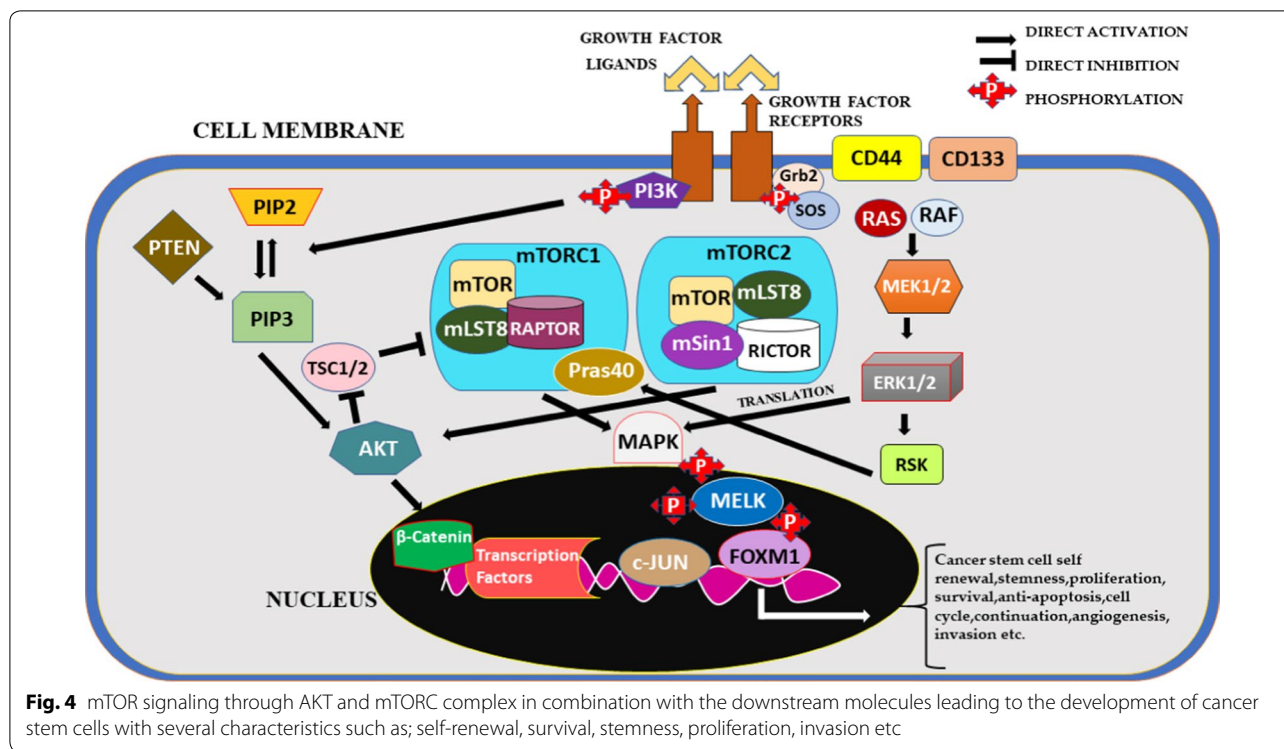 GROWTH FACTOR
LIGANDS
DIRECT ACTIVATION
DIRECT INHIBITION
P PHOSPHORYLATION
GROWTH FACTOR
RECEPTORS
CELL MEMBRANE
CD44
CD133
Grb2
P
SOS
P
PI3K
RAS
RAF
PIP2
PTEN
PIP3
mTORC1
mTOR
mLST8
RAPTOR
Pras40
mTORC2
mTOR
mLST8
mSin1
RICTOR
MEK1/2
ERK1/2
RSK
TSC1/2
AKT
TRANSLATION
MAPK
P
P
MELK
P
β-Catenin
Transcription
Factors
c-JUN
FOXM1
NUCLEUS
Cancer stem cell self
renewal,stemness,proliferation,
survival,anti-apoptosis,cell
cycle,continuation,angiogenesis,
invasion etc.
Fig. 4 mTOR signaling through AKT and mTORC complex in combination with the downstream molecules leading to the development of cancer
stem cells with several characteristics such as; self-renewal, survival, stemness, proliferation, invasion etc